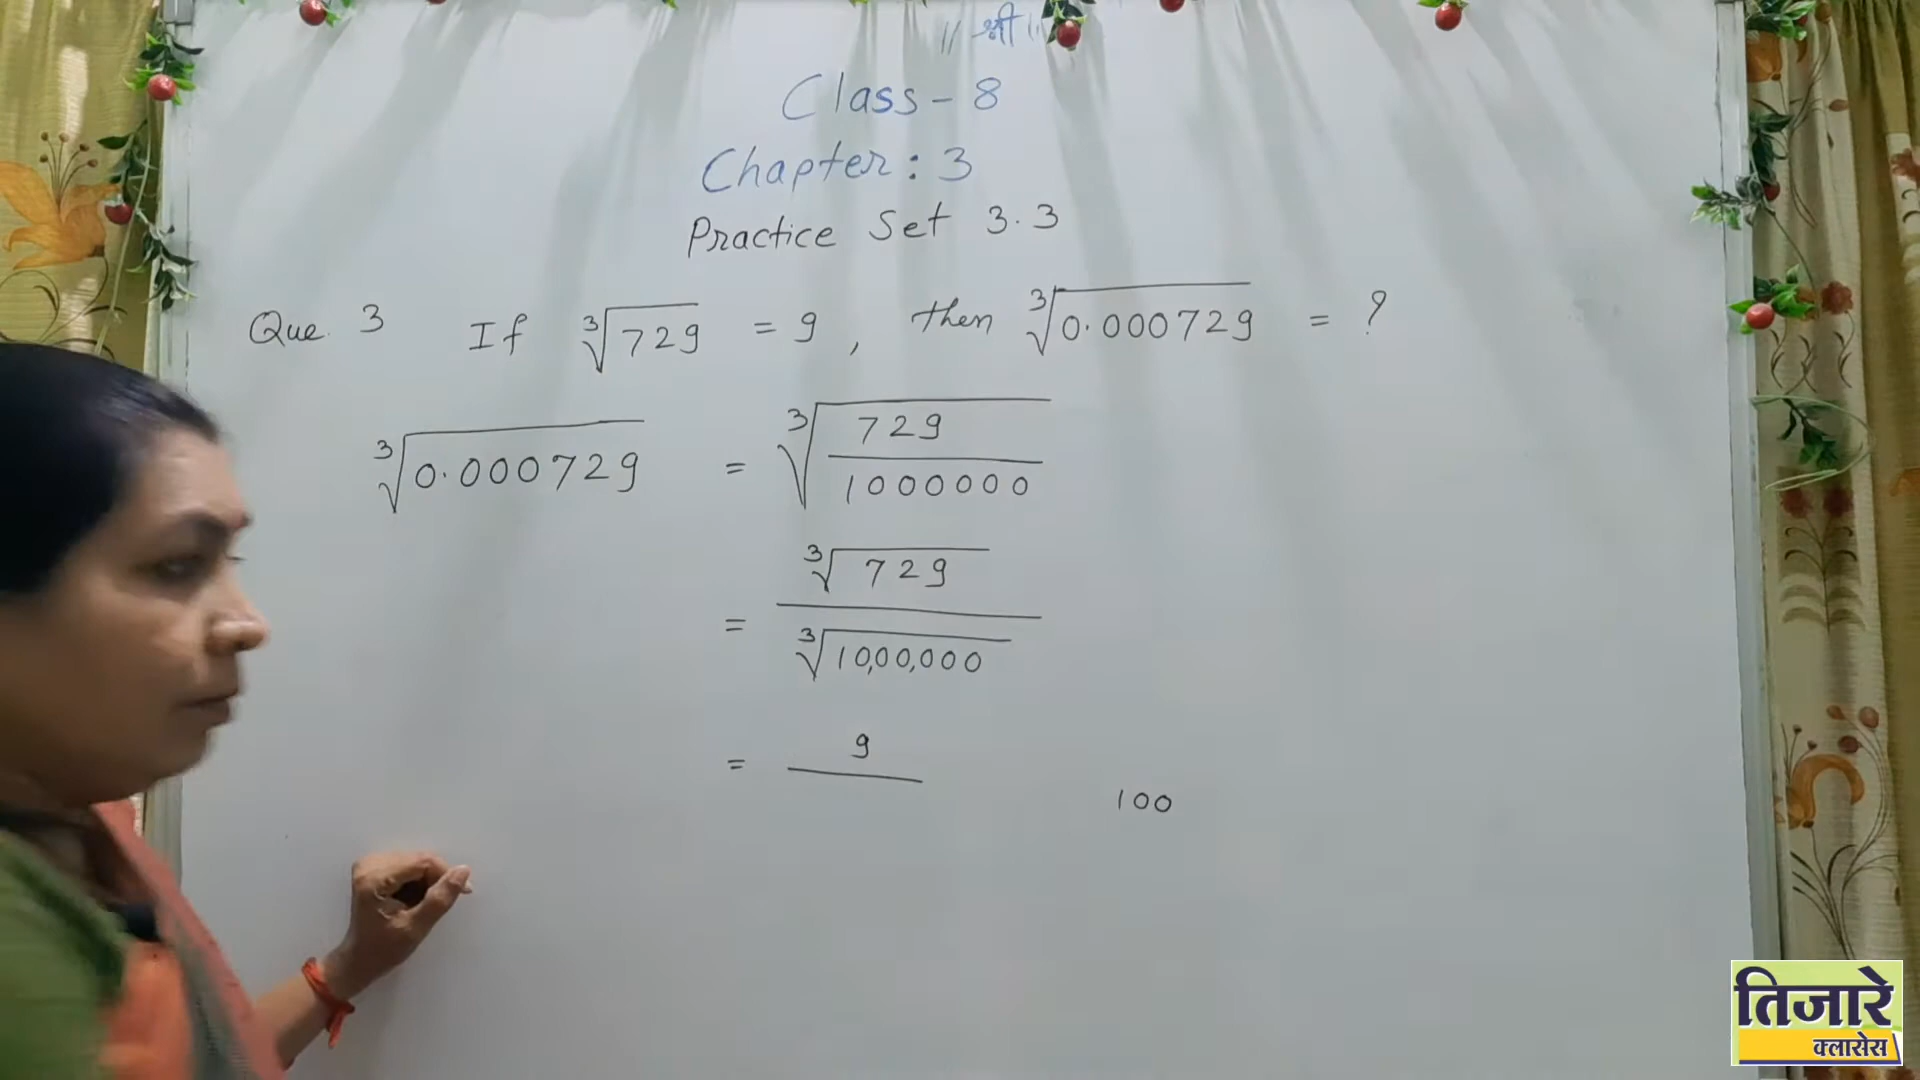 ॥ श्री ॥
Class - 8
Chapter : 3
Practice Set 3.3
Que. 3 If ∛729 = 9 , then ∛0.000729 = ?
∛0.000729 = ∛(729/1000000)
= ∛729 / ∛10,00,000
= 9 /
100
तिजारे
क्लासेस